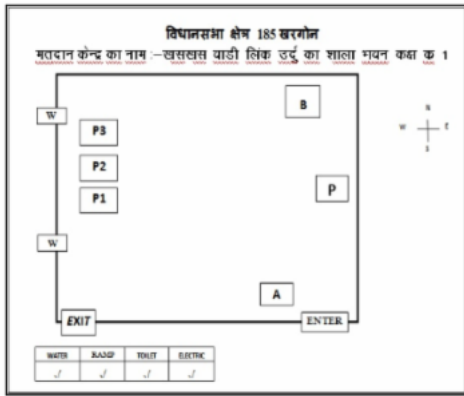 विधानसभा क्षेत्र 185 खरगोन
मतदान केन्द्र का नाम :–खसखस वाडी लिंक उर्दु का शाला भवन कक्ष क 1
B
N
W
P3
W E
P2
S
P1
P
W
A
EXIT
ENTER
WATER RAMP TOILET ELECTRIC
√ √ √ √